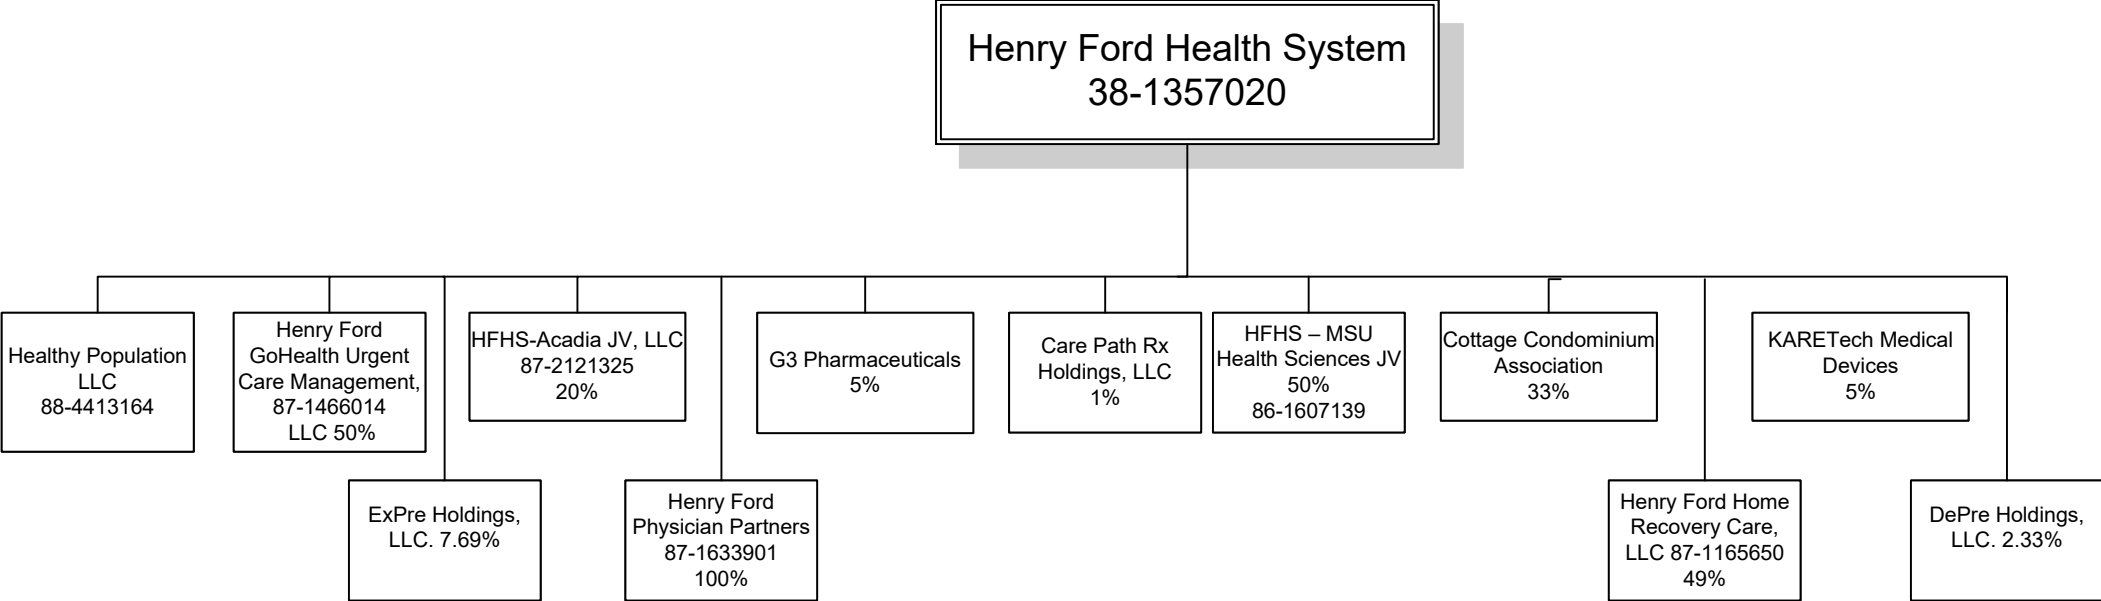 Henry Ford Health System
38-1357020
Healthy Population
LLC
88-4413164
Henry Ford
GoHealth Urgent
Care Management,
87-1466014
LLC 50%
HFHS-Acadia JV, LLC
87-2121325
20%
G3 Pharmaceuticals
5%
Care Path Rx
Holdings, LLC
1%
HFHS – MSU
Health Sciences JV
50%
86-1607139
Cottage Condominium
Association
33%
KARETech Medical
Devices
5%
ExPre Holdings,
LLC. 7.69%
Henry Ford
Physician Partners
87-1633901
100%
Henry Ford Home
Recovery Care,
LLC 87-1165650
49%
DePre Holdings,
LLC. 2.33%